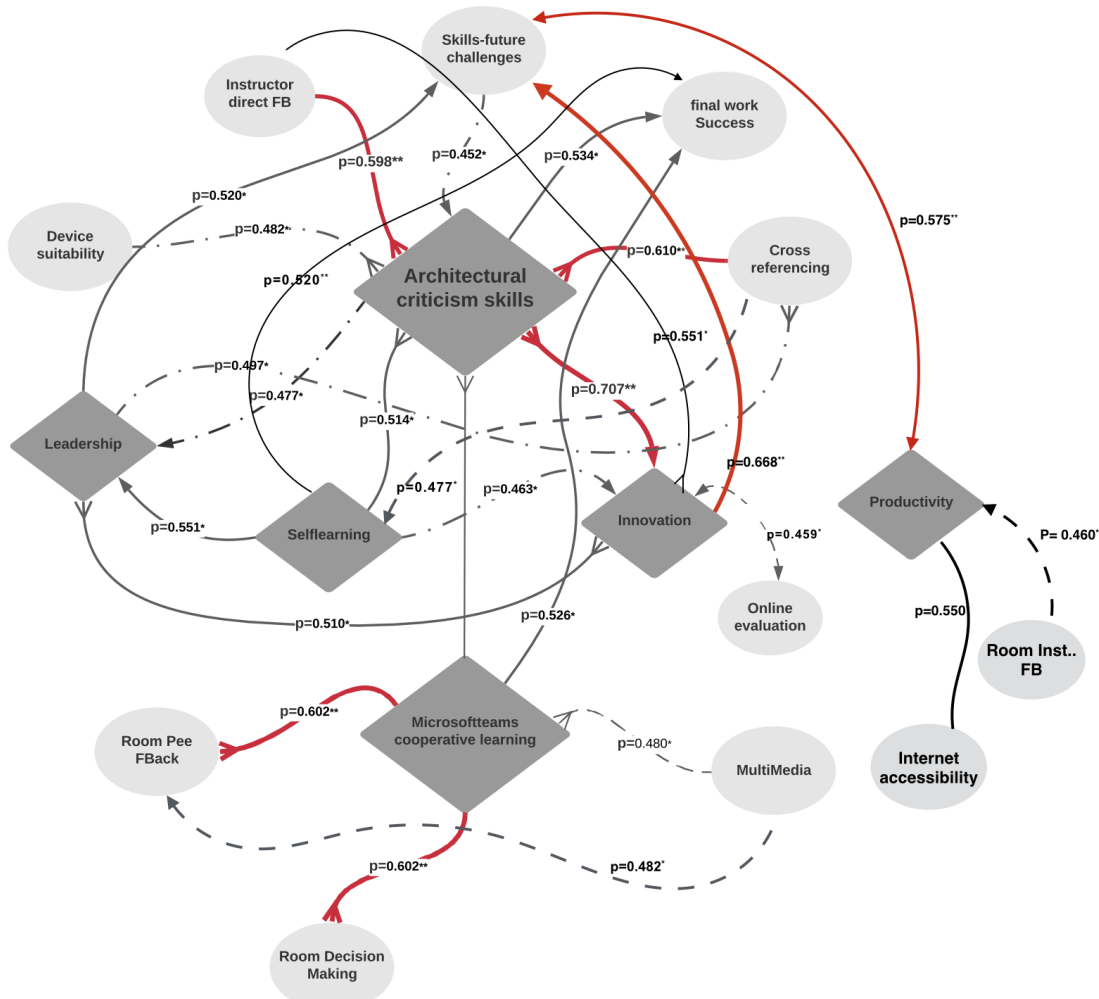 Skills-future
challenges
Instructor
direct FB
final work
Success
p=0.598**
p=0.452*
p=0.534*
p=0.520*
p=0.575**
Device
suitability
p=0.482*
p=0.610**
Cross
referencing
Architectural
criticism skills
p=0.520**
p=0.551*
p=0.497*
p=0.477*
p=0.707**
p=0.514*
Leadership
p=0.668**
p=0.477*
p=0.463*
Productivity
Innovation
Selflearning
p=0.551*
p=0.459*
P= 0.460*
Online
evaluation
p=0.550
p=0.510*
p=0.526*
Room Inst..
FB
p=0.602**
Microsoftteams
cooperative learning
Room Pee
FBack
p=0.480*
MultiMedia
Internet
accessibility
p=0.602**
p=0.482*
Room Decision
Making